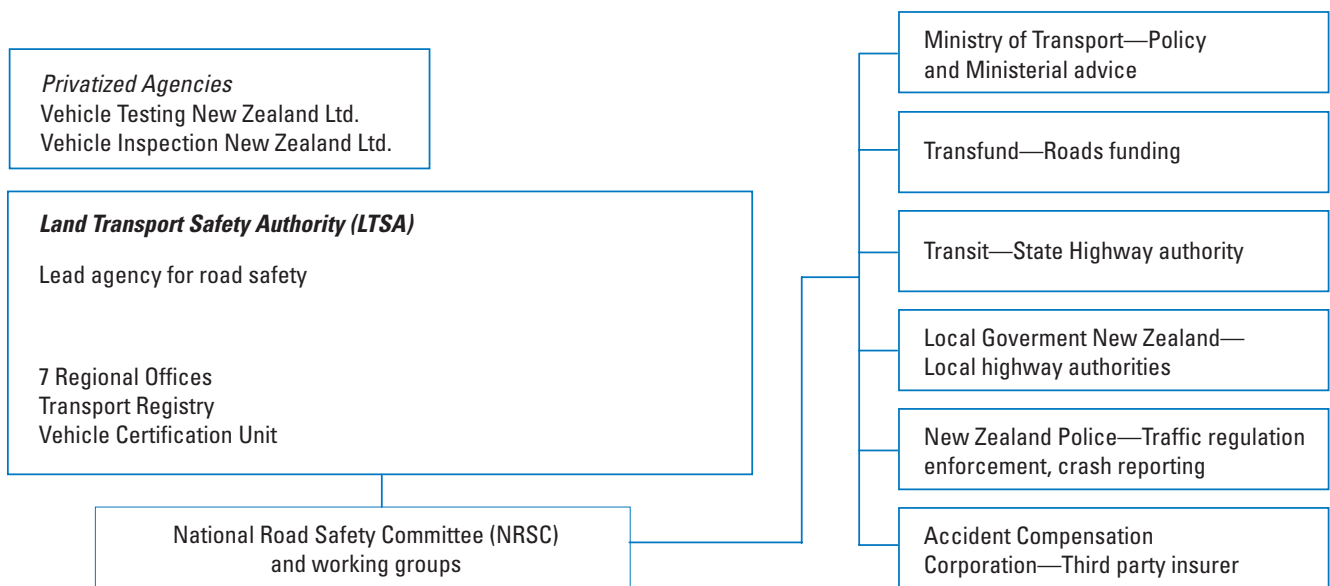 Privatized Agencies
Vehicle Testing New Zealand Ltd.
Vehicle Inspection New Zealand Ltd.
Land Transport Safety Authority (LTSA)
Lead agency for road safety
7 Regional Offices
Transport Registry
Vehicle Certification Unit
National Road Safety Committee (NRSC)
and working groups
Ministry of Transport—Policy
and Ministerial advice
Transfund—Roads funding
Transit—State Highway authority
Local Goverment New Zealand—
Local highway authorities
New Zealand Police—Traffic regulation
enforcement, crash reporting
Accident Compensation
Corporation—Third party insurer